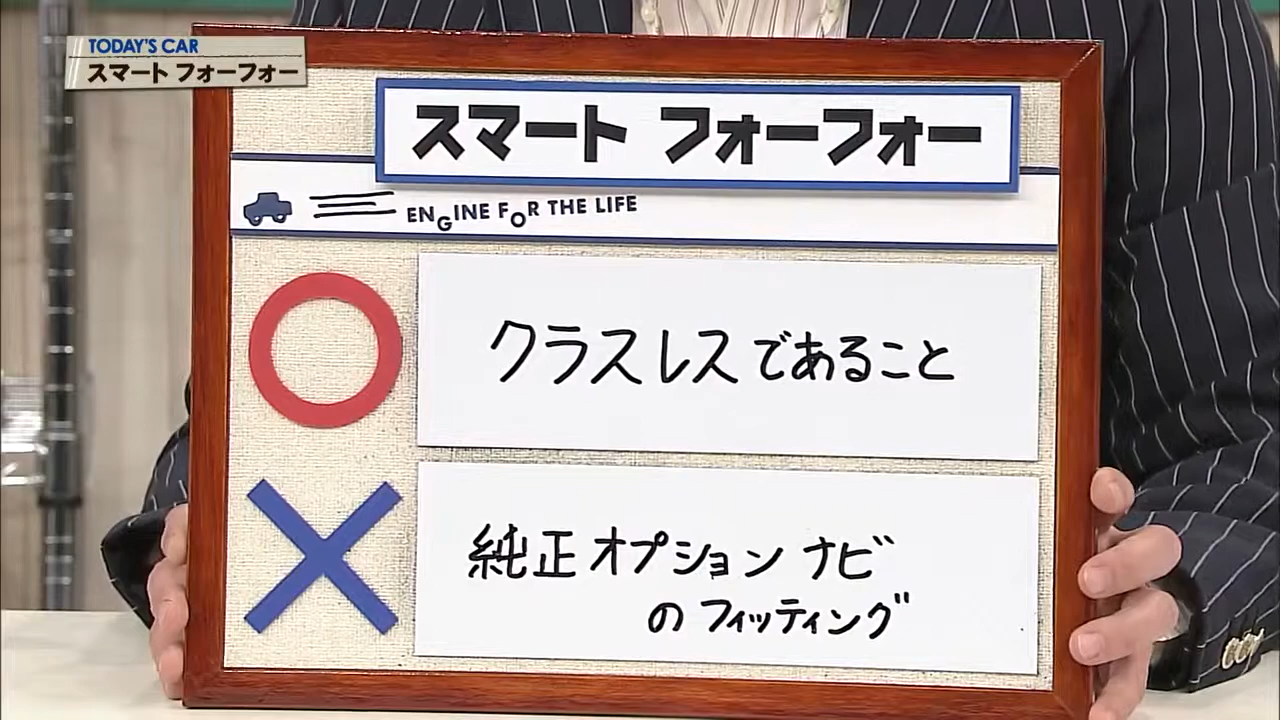 TODAY'S CAR
スマート フォーフォー
スマート フォーフォー
ENGINE FOR THE LIFE
クラスレスであること
純正オプション ナビ
のフィッティング